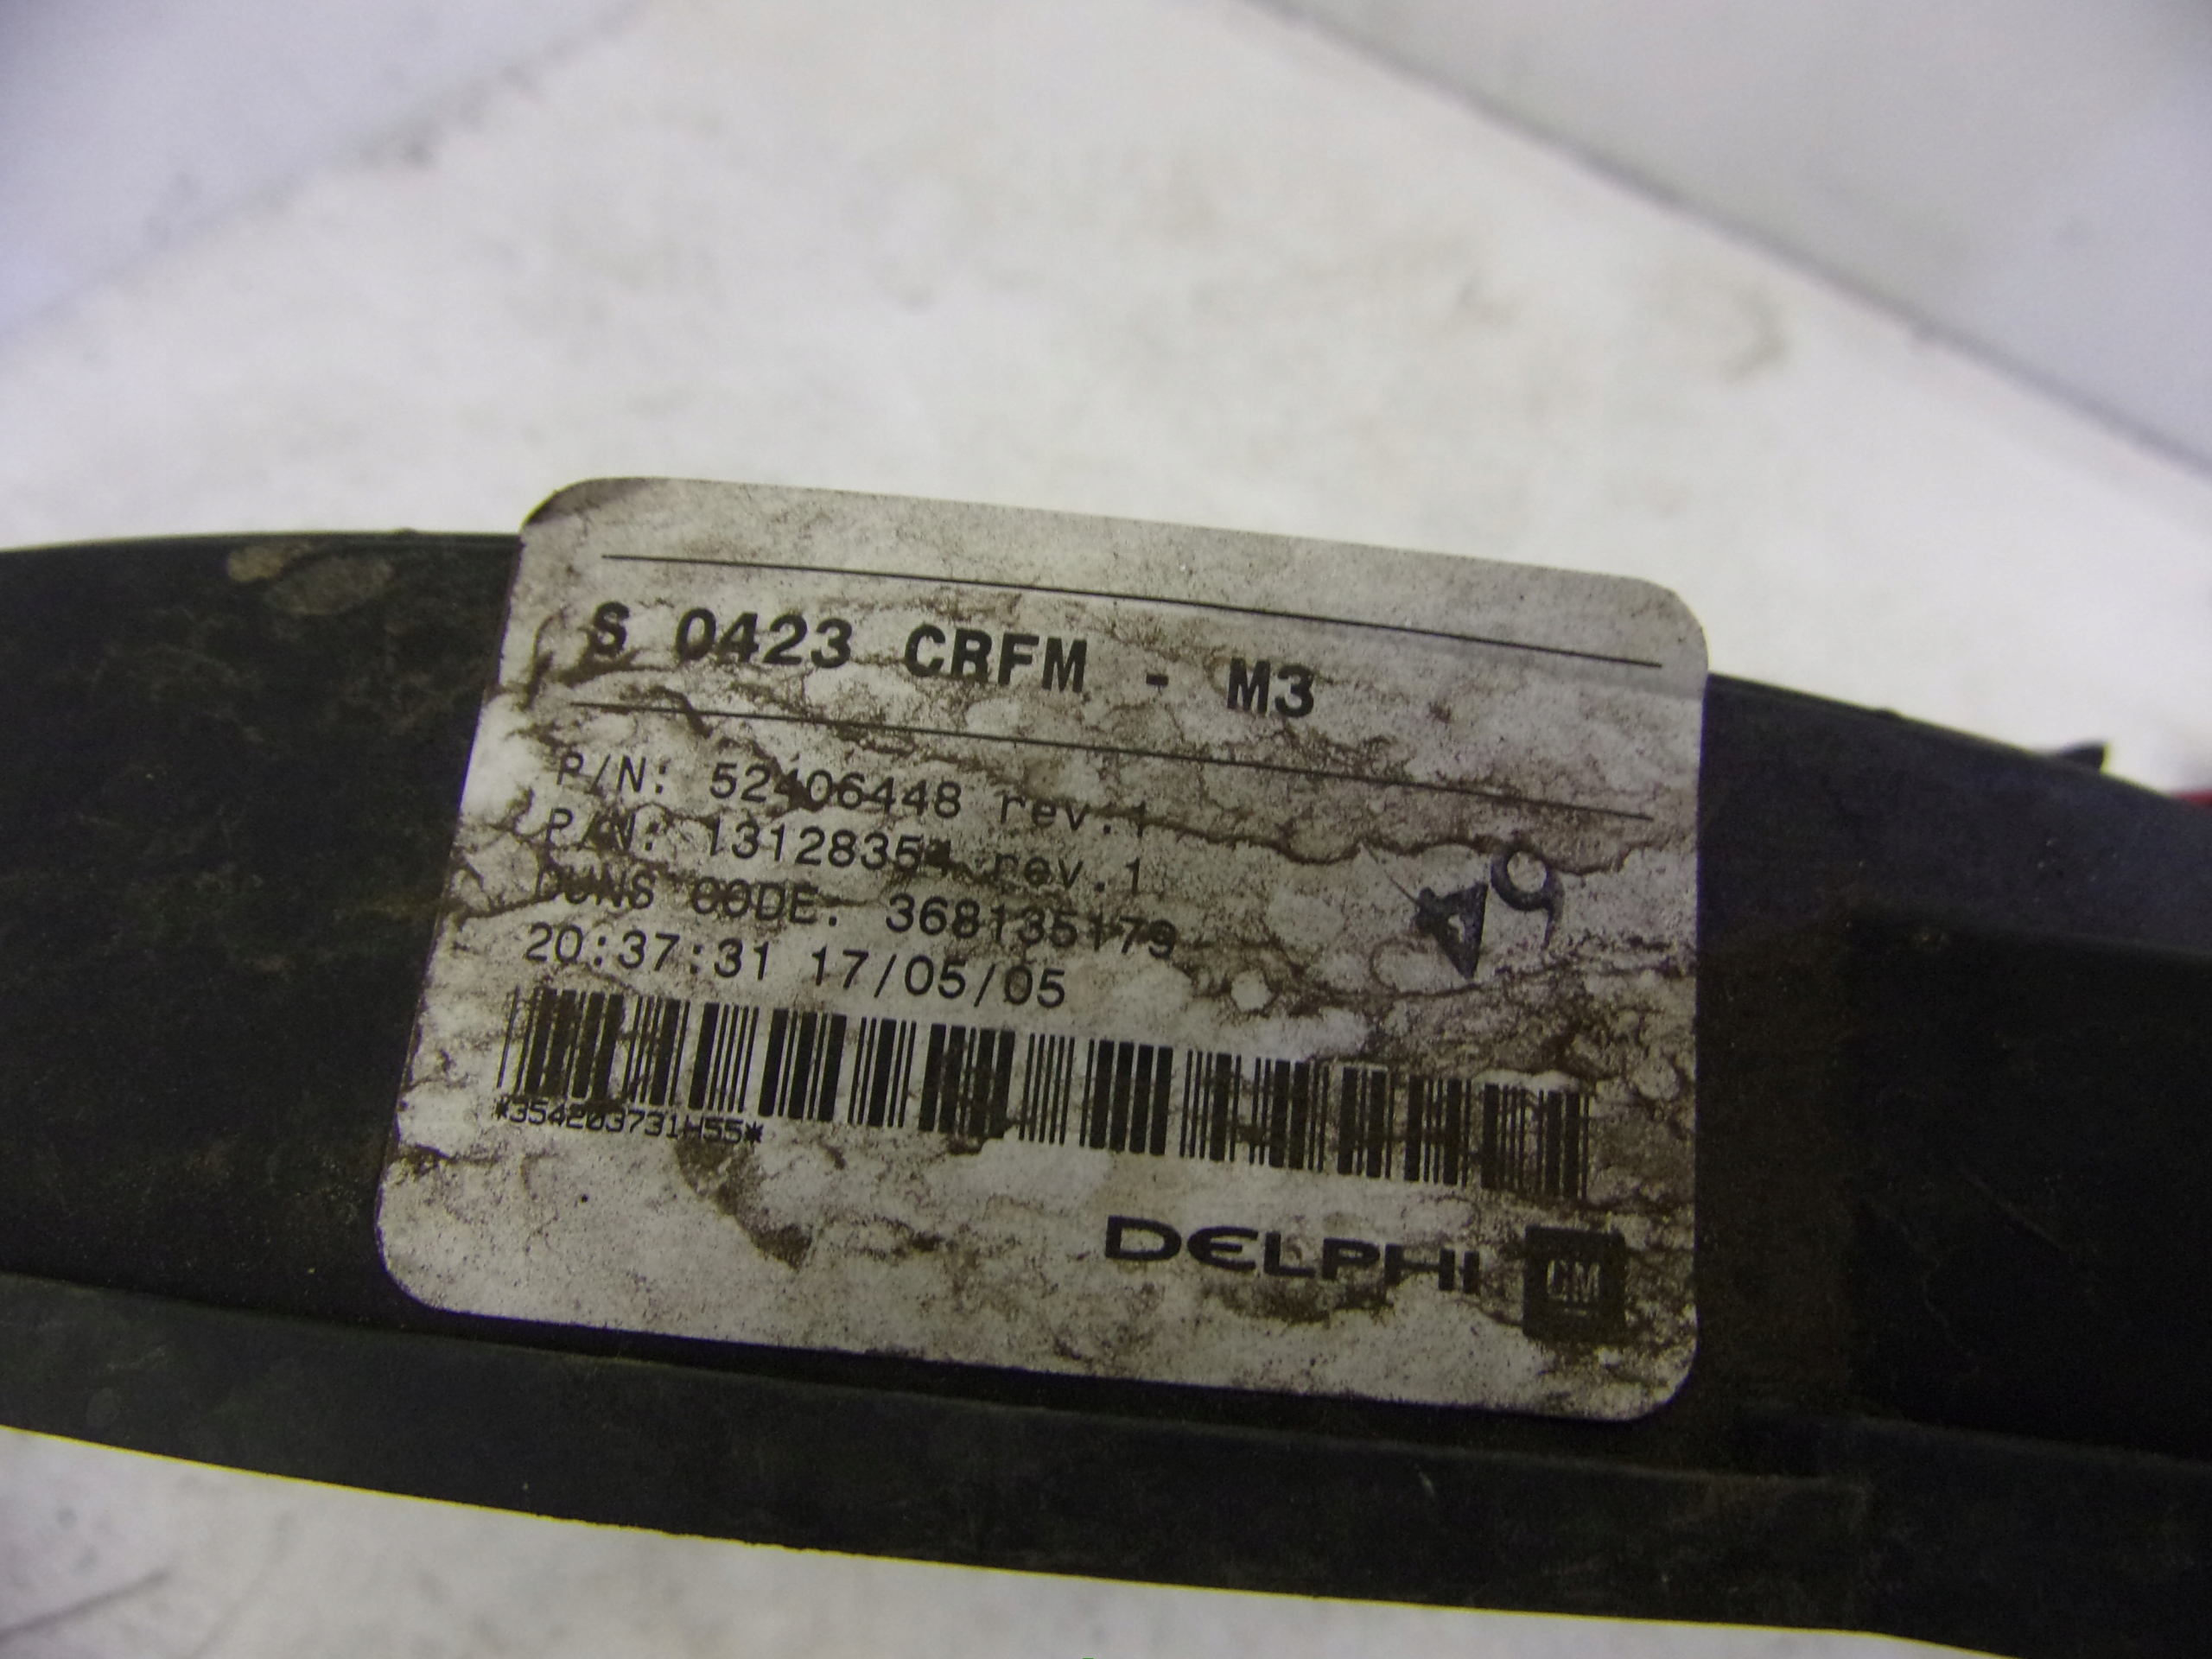 S 0423 CRFM - M3
P/N: 52406448 rev.1
P/N: 13128354 rev.1
DUNS CODE: 368135179
20:37:31 17/05/05
*354203731H55*
DELPHI GM